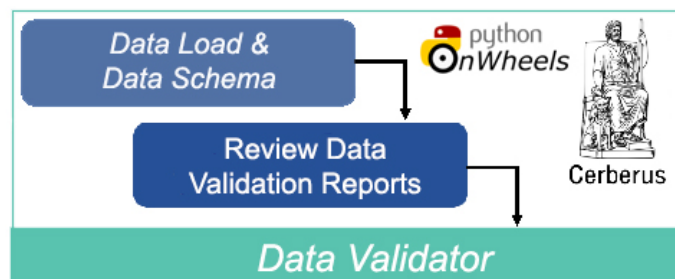 Data Load &
Data Schema
python
OnWheels
Review Data
Validation Reports
Cerberus
Data Validator